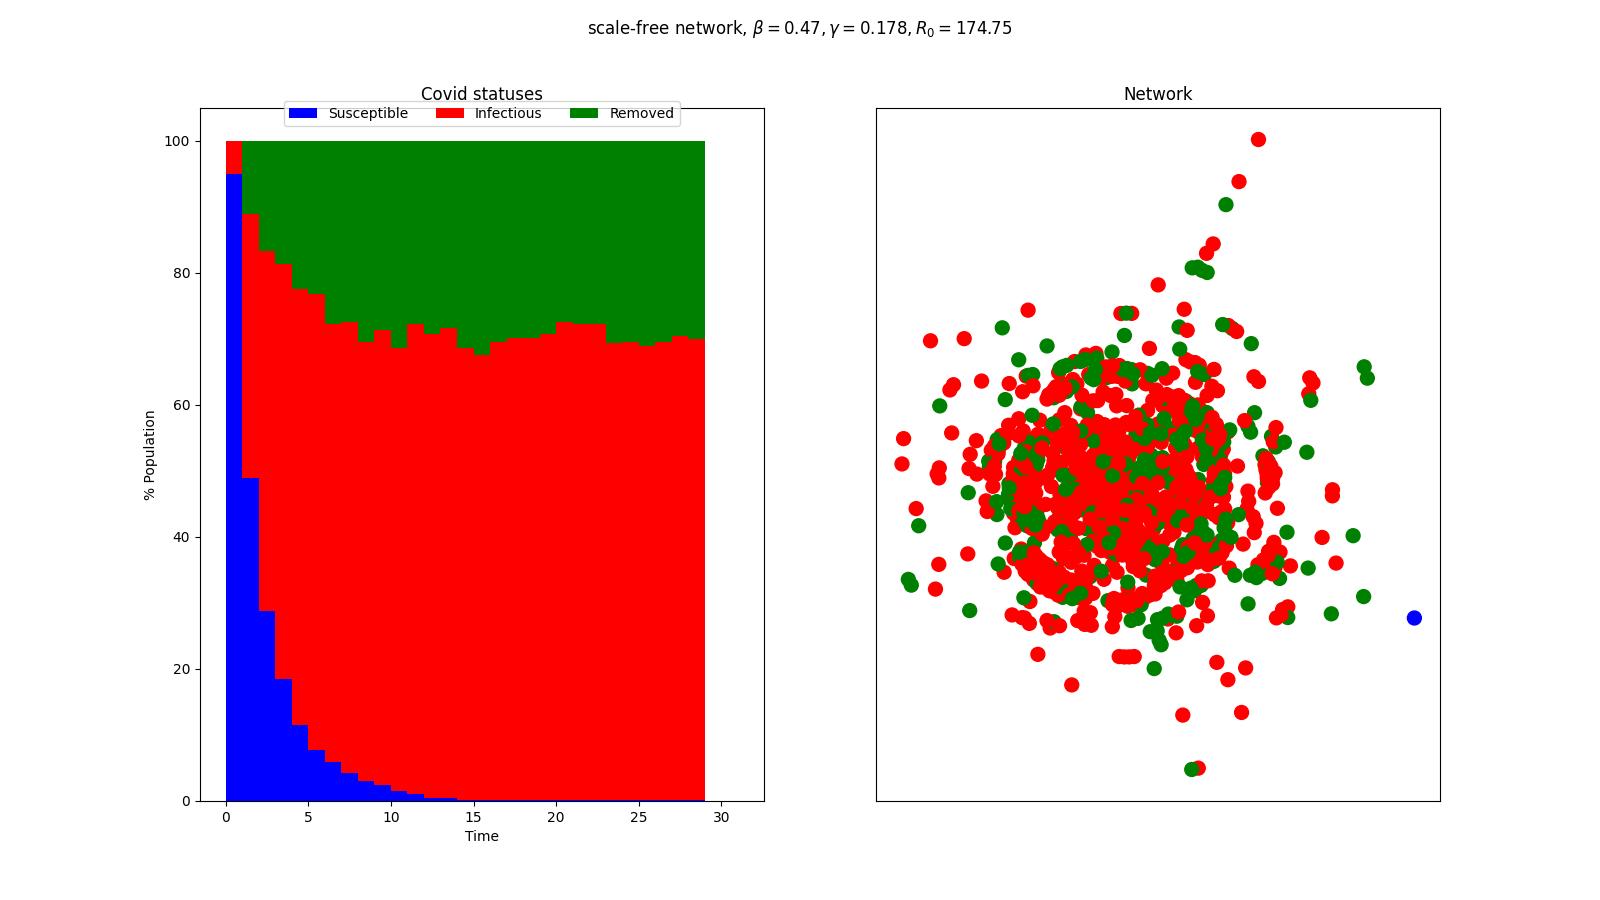 scale-free network, β = 0.47, γ = 0.178, R₀ = 174.75
Covid statuses
Susceptible Infectious Removed
100
80
60
40
20
0
% Population
0 5 10 15 20 25 30
Time
Network